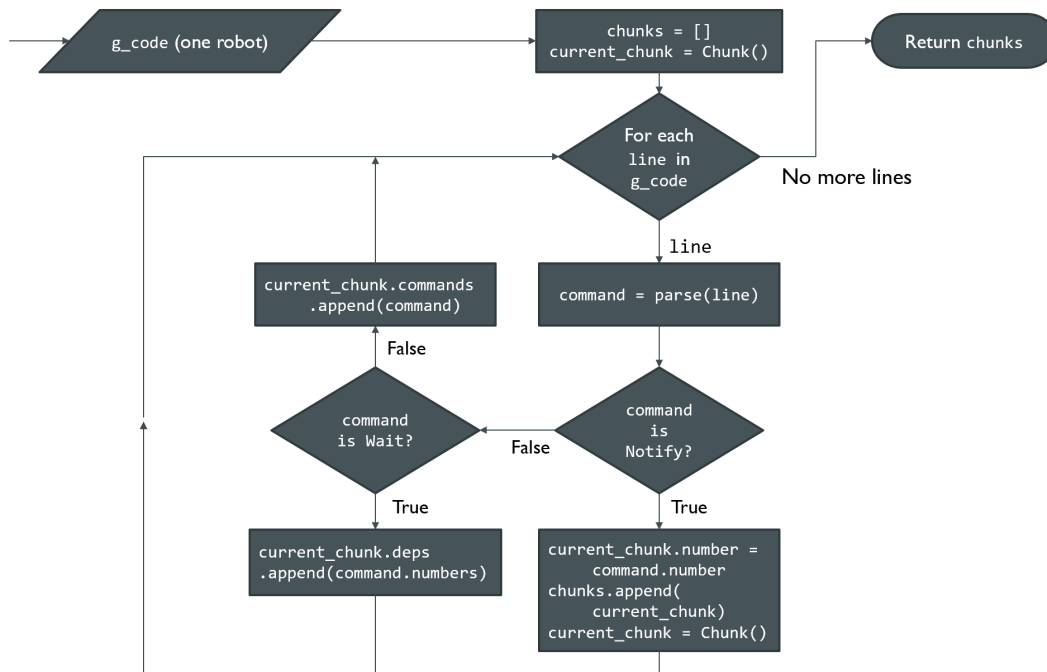 g_code (one robot)
chunks = []
current_chunk = Chunk()
Return chunks
For each
line in
g_code
No more lines
line
current_chunk.commands
.append(command)
command = parse(line)
False
command
is Wait?
False
command
is
Notify?
True
True
current_chunk.deps
.append(command.numbers)
current_chunk.number =
command.number
chunks.append(
current_chunk)
current_chunk = Chunk()